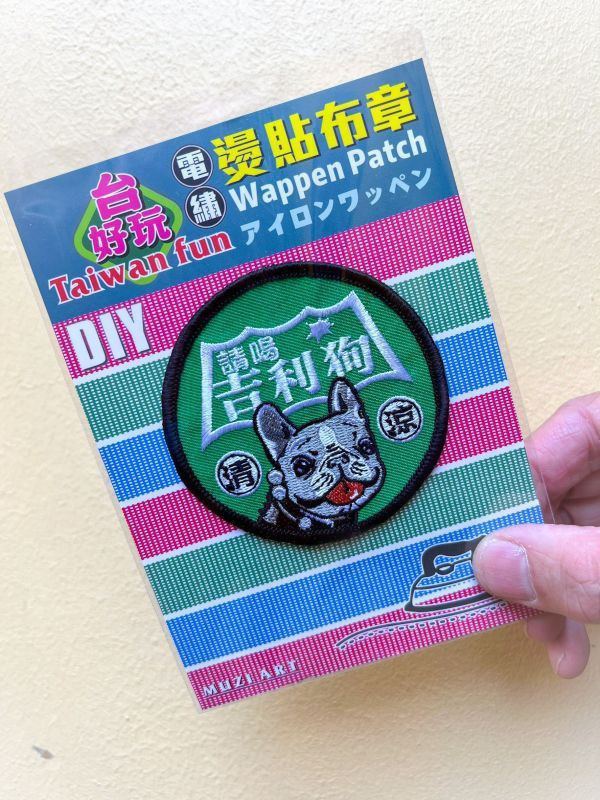 電繡
燙貼布章
Wappen Patch
アイロンワッペン
台
好玩
Taiwan fun
DIY
請喝
吉利狗
清
涼
MUZI ART